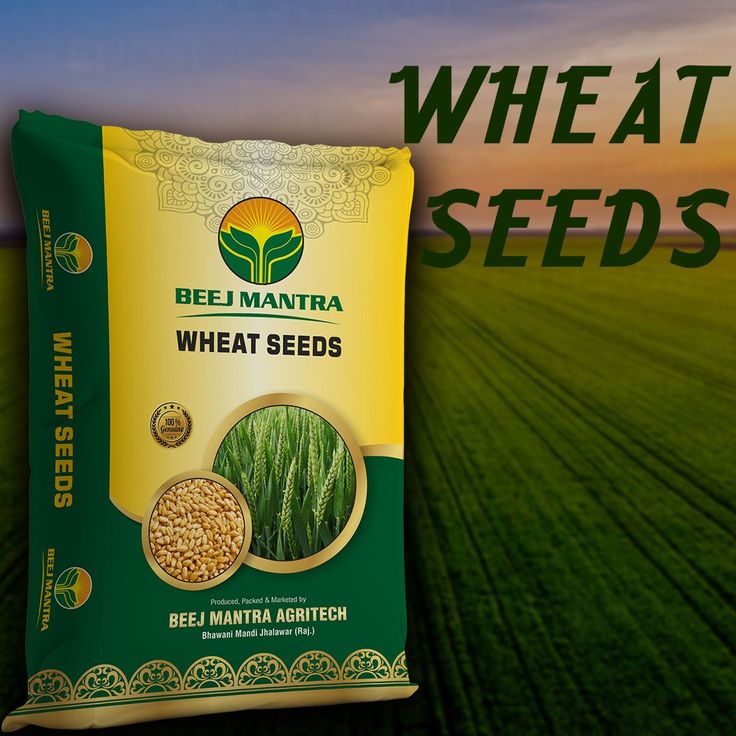 WHEAT
SEEDS
BEEJ MANTRA
WHEAT SEEDS
100%
Genuine
Produced, Packed & Marketed by
BEEJ MANTRA AGRITECH
Bhawani Mandi Jhalawar (Raj.)
BEEJ MANTRA
WHEAT SEEDS
BEEJ MANTRA